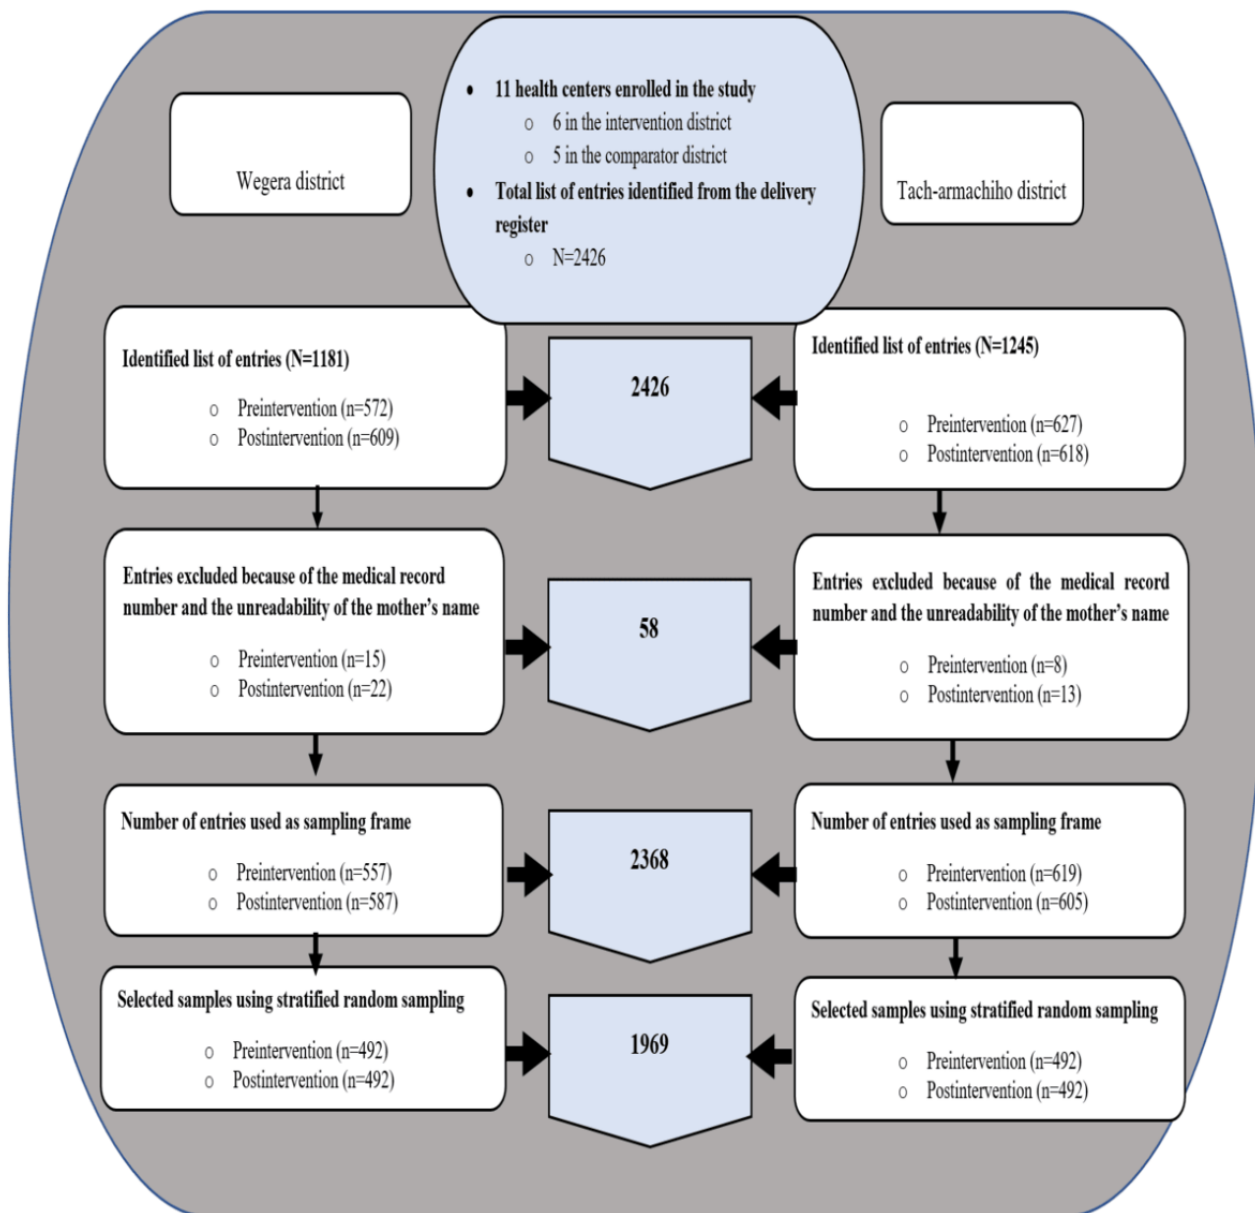 • 11 health centers enrolled in the study
o 6 in the intervention district
o 5 in the comparator district
• Total list of entries identified from the delivery
register
o N=2426
Wegera district
Tach-armachiho district
Identified list of entries (N=1181)
o Preintervention (n=572)
o Postintervention (n=609)
2426
Identified list of entries (N=1245)
o Preintervention (n=627)
o Postintervention (n=618)
Entries excluded because of the medical record
number and the unreadability of the mother’s name
o Preintervention (n=15)
o Postintervention (n=22)
58
Entries excluded because of the medical record
number and the unreadability of the mother’s name
o Preintervention (n=8)
o Postintervention (n=13)
Number of entries used as sampling frame
o Preintervention (n=557)
o Postintervention (n=587)
2368
Number of entries used as sampling frame
o Preintervention (n=619)
o Postintervention (n=605)
Selected samples using stratified random sampling
o Preintervention (n=492)
o Postintervention (n=492)
1969
Selected samples using stratified random sampling
o Preintervention (n=492)
o Postintervention (n=492)